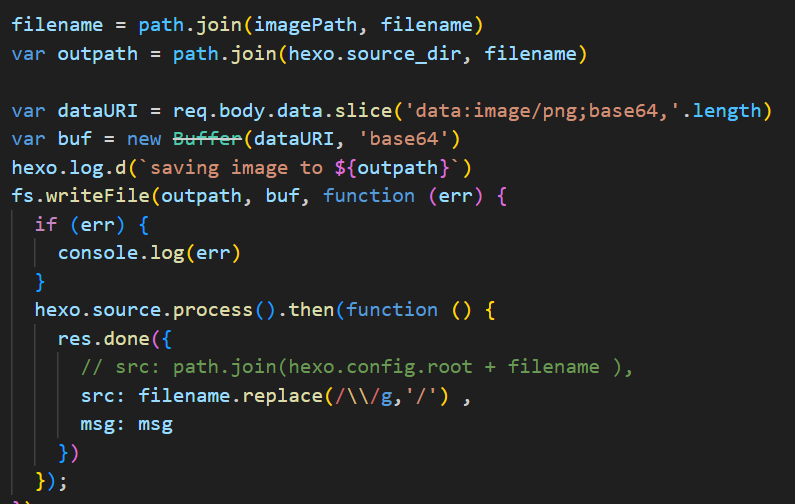 filename = path.join(imagePath, filename)
var outpath = path.join(hexo.source_dir, filename)
var dataURI = req.body.data.slice('data:image/png;base64,'.length)
var buf = new Buffer(dataURI, 'base64')
hexo.log.d(`saving image to ${outpath}`)
fs.writeFile(outpath, buf, function (err) {
  if (err) {
    console.log(err)
  }
  hexo.source.process().then(function () {
    res.done({
      // src: path.join(hexo.config.root + filename ),
      src: filename.replace(/\\/g,'/') ,
      msg: msg
    })
  });